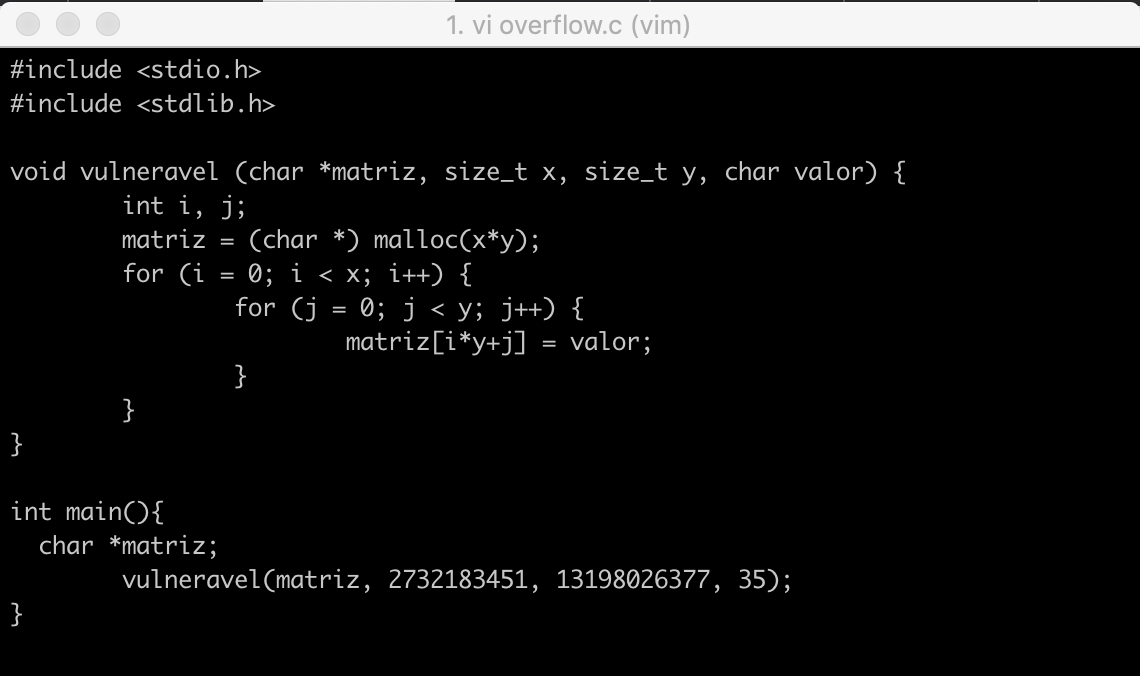 1. vi overflow.c (vim)
#include <stdio.h>
#include <stdlib.h>
void vulneravel (char *matriz, size_t x, size_t y, char valor) {
int i, j;
matriz = (char *) malloc(x*y);
for (i = 0; i < x; i++) {
for (j = 0; j < y; j++) {
matriz[i*y+j] = valor;
}
}
}
int main(){
char *matriz;
vulneravel(matriz, 2732183451, 13198026377, 35);
}